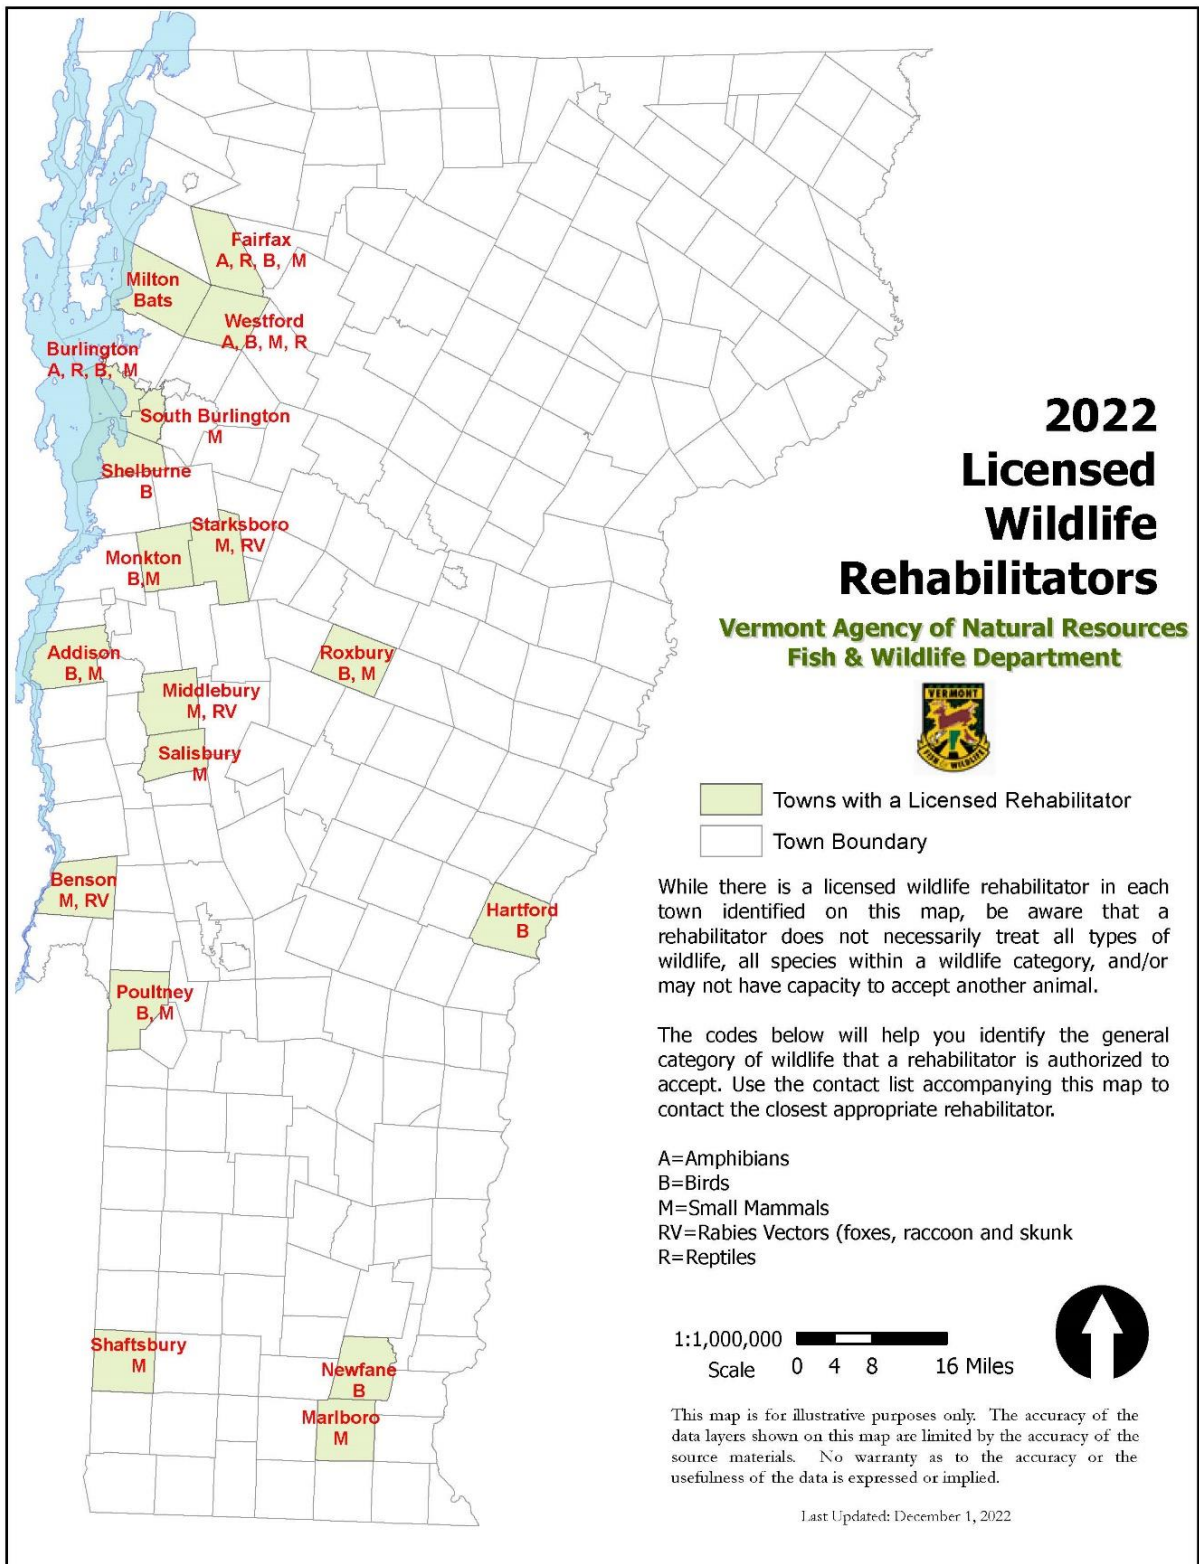 Fairfax
A, R, B, M
Milton
Bats
Westford
A, B, M, R
Burlington
A, R, B, M
South Burlington
M
Shelburne
B
Starksboro
M, RV
Monkton
B,M
Addison
B, M
Roxbury
B, M
Middlebury
M, RV
Salisbury
M
Benson
M, RV
Hartford
B
Poultney
B, M
Shaftsbury
M
Newfane
B
Marlboro
M
2022
Licensed
Wildlife
Rehabilitators
Vermont Agency of Natural Resources
Fish & Wildlife Department
VERMONT
FISH & WILDLIFE
Towns with a Licensed Rehabilitator
Town Boundary
While there is a licensed wildlife rehabilitator in each
town identified on this map, be aware that a
rehabilitator does not necessarily treat all types of
wildlife, all species within a wildlife category, and/or
may not have capacity to accept another animal.
The codes below will help you identify the general
category of wildlife that a rehabilitator is authorized to
accept. Use the contact list accompanying this map to
contact the closest appropriate rehabilitator.
A=Amphibians
B=Birds
M=Small Mammals
RV=Rabies Vectors (foxes, raccoon and skunk
R=Reptiles
1:1,000,000
Scale 0 4 8 16 Miles
This map is for illustrative purposes only. The accuracy of the
data layers shown on this map are limited by the accuracy of the
source materials. No warranty as to the accuracy or the
usefulness of the data is expressed or implied.
Last Updated: December 1, 2022